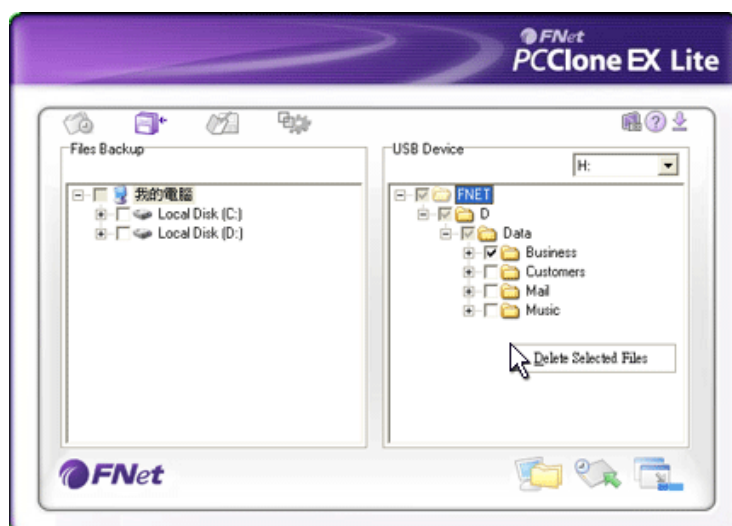 FNet
PCClone EX Lite
Files Backup
USB Device
H:
我的電腦
Local Disk (C:)
Local Disk (D:)
FNET
D
Data
Business
Customers
Mail
Music
Delete Selected Files
FNet